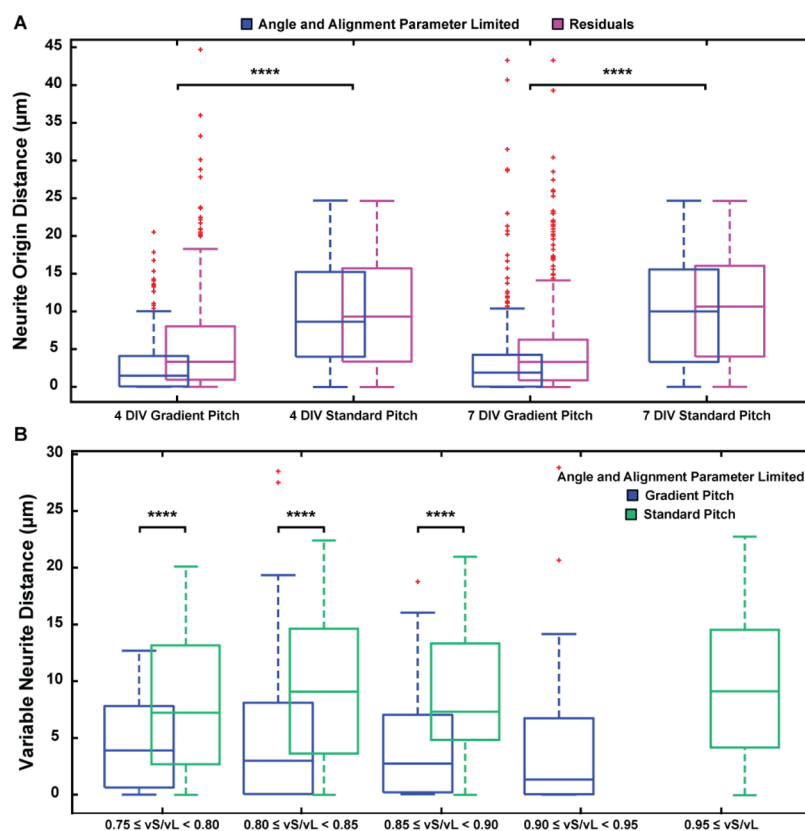 A
Angle and Alignment Parameter Limited Residuals
45
40
35
30
25
20
15
10
5
0
Neurite Origin Distance (µm)
**** ****
4 DIV Gradient Pitch 4 DIV Standard Pitch 7 DIV Gradient Pitch 7 DIV Standard Pitch
B
30
25
20
15
10
5
0
Variable Neurite Distance (µm)
Angle and Alignment Parameter Limited
Gradient Pitch
Standard Pitch
**** **** ****
0.75 ≤ vS/vL < 0.80 0.80 ≤ vS/vL < 0.85 0.85 ≤ vS/vL < 0.90 0.90 ≤ vS/vL < 0.95 0.95 ≤ vS/vL